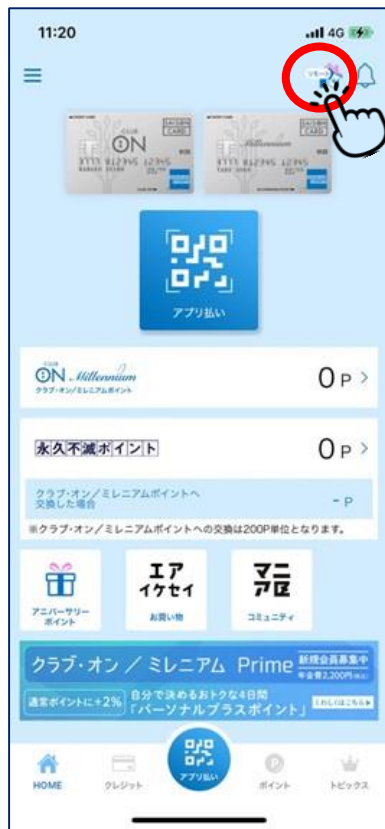 11:20
4G
リモート
CLUB
ON
SAISON
CARD
Millennium
SAISON
CARD
アプリ払い
CLUB
ON Millennium
クラブ・オン/ミレニアムポイント
0 P >
永久不滅ポイント
0 P >
クラブ・オン/ミレニアムポイントへ
交換した場合
- P
※クラブ・オン/ミレニアムポイントへの交換は200P単位となります。
アニバーサリー
ポイント
エア
イケセイ
お買い物
マニ
ア区
コミュニティ
クラブ・オン / ミレニアム Prime
新規会員募集中
年会費2,200円(税込)
通常ポイントに+2%
自分で決めるおトクな4日間
「パーソナルプラスポイント」
くわしくはこちら▶
HOME
クレジット
アプリ払い
ポイント
トピックス